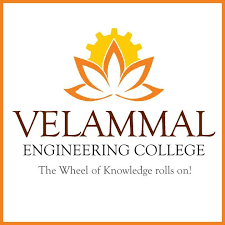 VELAMMAL
ENGINEERING COLLEGE
The Wheel of Knowledge rolls on!